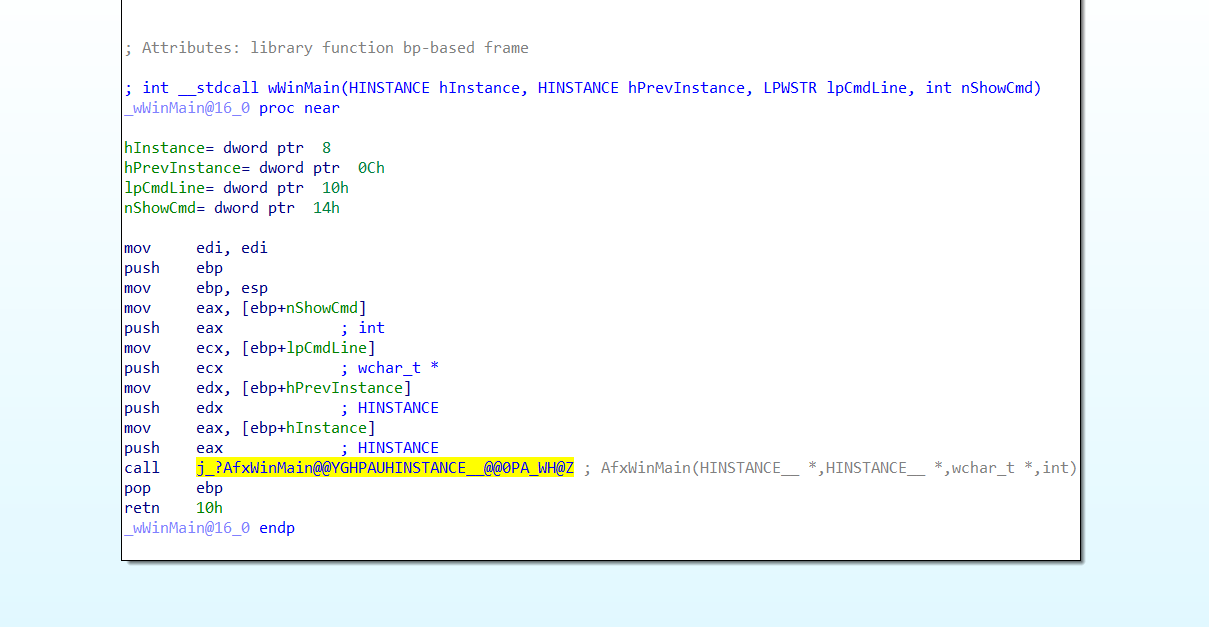 ; Attributes: library function bp-based frame
; int __stdcall wWinMain(HINSTANCE hInstance, HINSTANCE hPrevInstance, LPWSTR lpCmdLine, int nShowCmd)
_wWinMain@16_0 proc near
hInstance= dword ptr  8
hPrevInstance= dword ptr  0Ch
lpCmdLine= dword ptr  10h
nShowCmd= dword ptr  14h
mov     edi, edi
push    ebp
mov     ebp, esp
mov     eax, [ebp+nShowCmd]
push    eax             ; int
mov     ecx, [ebp+lpCmdLine]
push    ecx             ; wchar_t *
mov     edx, [ebp+hPrevInstance]
push    edx             ; HINSTANCE
mov     eax, [ebp+hInstance]
push    eax             ; HINSTANCE
call    j_?AfxWinMain@@YGHPAUHINSTANCE__@@0PA_WH@Z ; AfxWinMain(HINSTANCE__ *,HINSTANCE__ *,wchar_t *,int)
pop     ebp
retn    10h
_wWinMain@16_0 endp